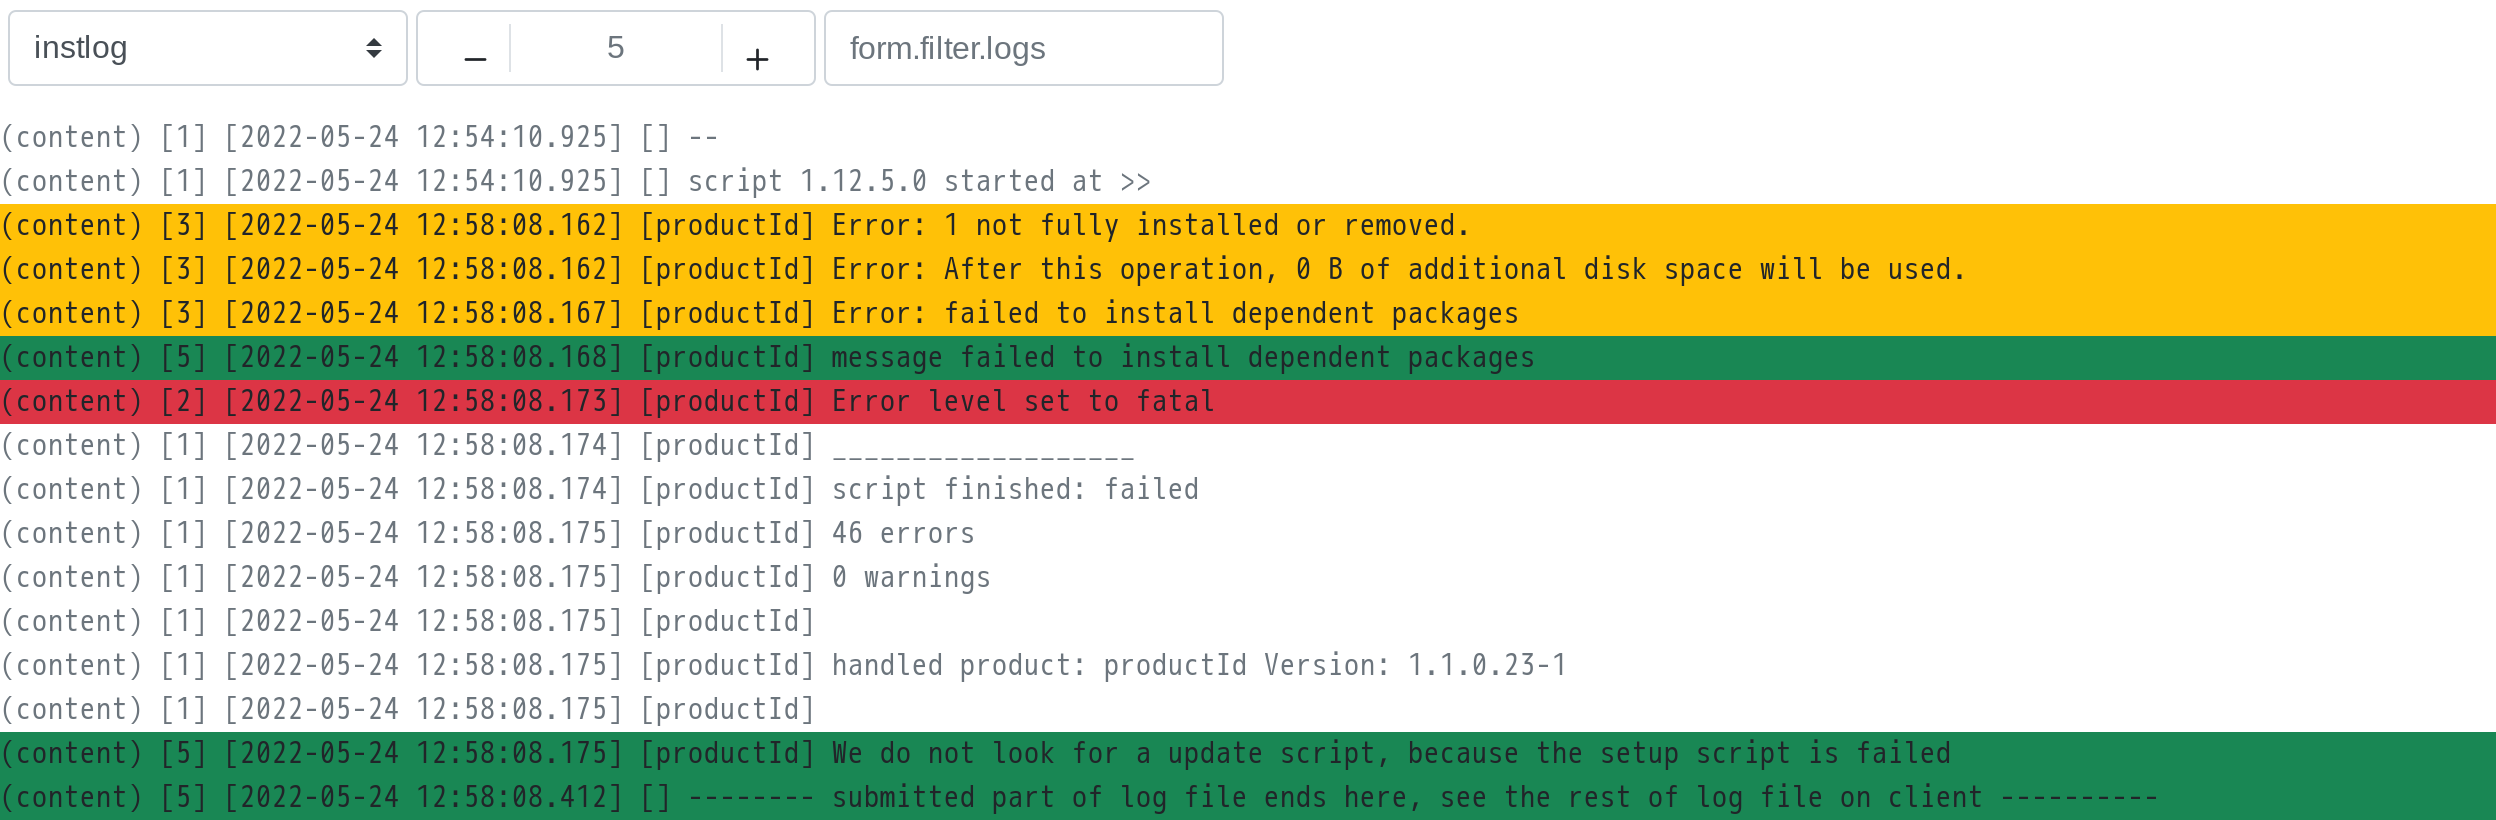 instlog
5
form.filter.logs
(content) [1] [2022-05-24 12:54:10.925] [] --
(content) [1] [2022-05-24 12:54:10.925] [] script 1.12.5.0 started at >>
(content) [3] [2022-05-24 12:58:08.162] [productId] Error: 1 not fully installed or removed.
(content) [3] [2022-05-24 12:58:08.162] [productId] Error: After this operation, 0 B of additional disk space will be used.
(content) [3] [2022-05-24 12:58:08.167] [productId] Error: failed to install dependent packages
(content) [5] [2022-05-24 12:58:08.168] [productId] message failed to install dependent packages
(content) [2] [2022-05-24 12:58:08.173] [productId] Error level set to fatal
(content) [1] [2022-05-24 12:58:08.174] [productId] ___________________
(content) [1] [2022-05-24 12:58:08.174] [productId] script finished: failed
(content) [1] [2022-05-24 12:58:08.175] [productId] 46 errors
(content) [1] [2022-05-24 12:58:08.175] [productId] 0 warnings
(content) [1] [2022-05-24 12:58:08.175] [productId]
(content) [1] [2022-05-24 12:58:08.175] [productId] handled product: productId Version: 1.1.0.23-1
(content) [1] [2022-05-24 12:58:08.175] [productId]
(content) [5] [2022-05-24 12:58:08.175] [productId] We do not look for a update script, because the setup script is failed
(content) [5] [2022-05-24 12:58:08.412] [] -------- submitted part of log file ends here, see the rest of log file on client ----------